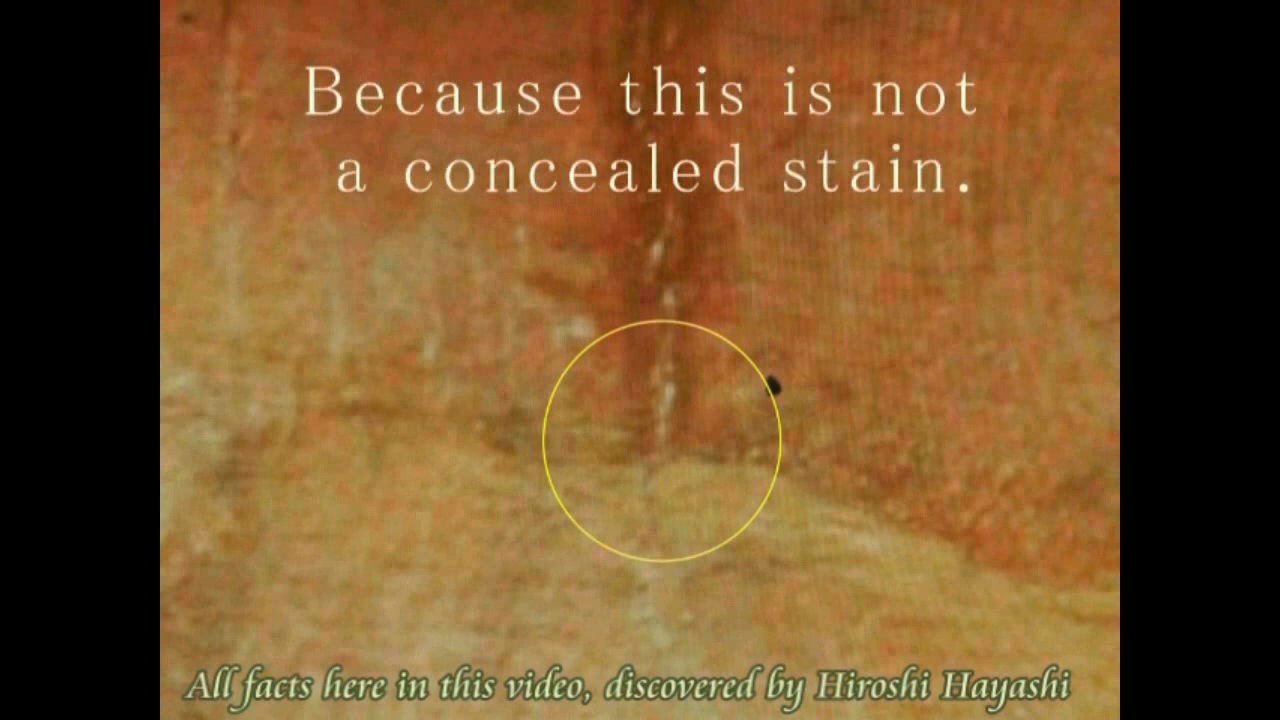 Because this is not
a concealed stain.
All facts here in this video, discovered by Hiroshi Hayashi